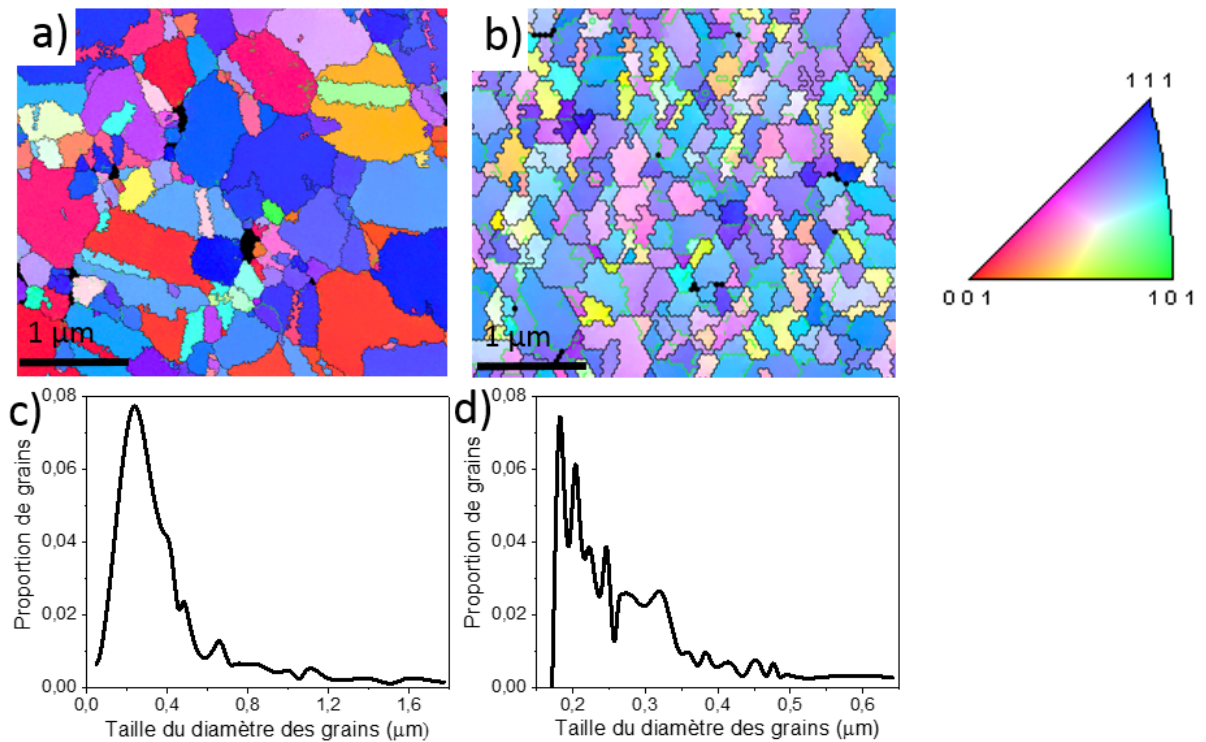 a)
b)
1 μm
1 μm
1 1 1
0 0 1
1 0 1
c)
0,08
0,06
0,04
0,02
0,00
Proportion de grains
0,0
0,4
0,8
1,2
1,6
Taille du diamètre des grains (μm)
d)
0,08
0,06
0,04
0,02
0,00
Proportion de grains
0,2
0,3
0,4
0,5
0,6
Taille du diamètre des grains (μm)